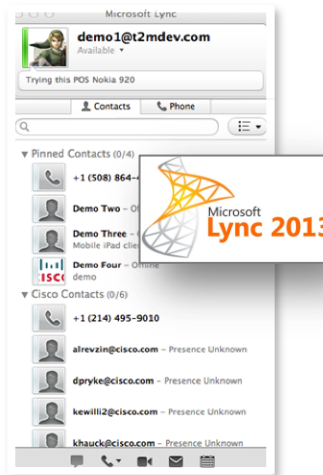 Microsoft Lync
demo1@t2mdev.com
Available
Trying this POS Nokia 920
Contacts
Phone
Pinned Contacts (0/4)
+1 (508) 864-
Demo Two –
Demo Three –
Mobile iPad
Demo Four – Offline
demo
Microsoft
Lync 2013
Cisco Contacts (0/6)
+1 (214) 495-9010
alrevzin@cisco.com – Presence Unknown
dpryke@cisco.com – Presence Unknown
kewilli2@cisco.com – Presence Unknown
khauck@cisco.com – Presence Unknown